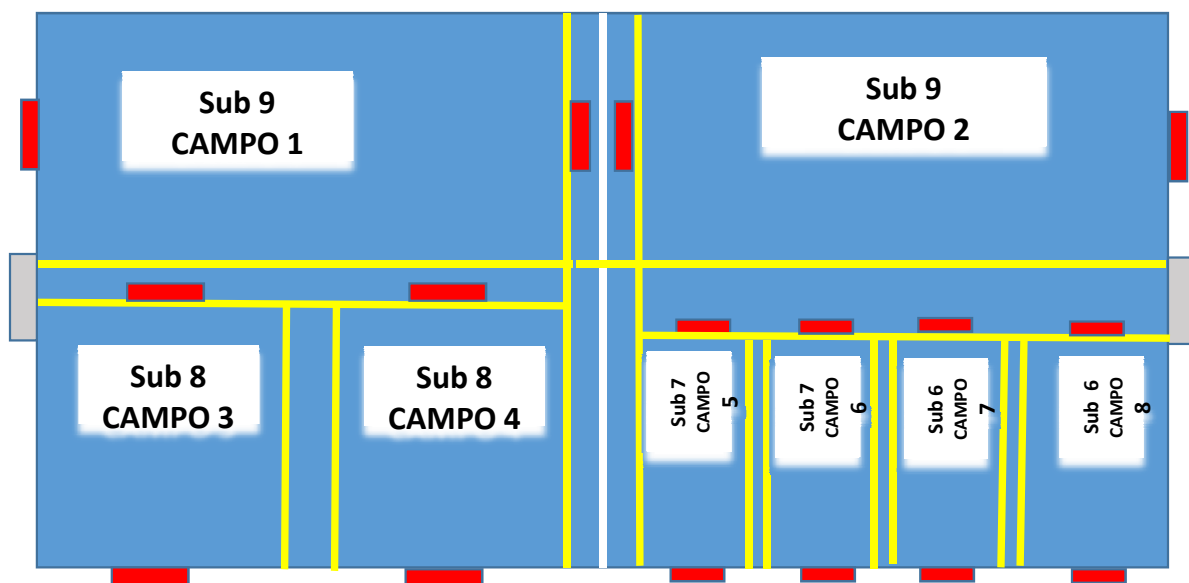 Sub 9
CAMPO 1
Sub 9
CAMPO 2
Sub 8
CAMPO 3
Sub 8
CAMPO 4
Sub 7
CAMPO
5
Sub 7
CAMPO
6
Sub 6
CAMPO
7
Sub 6
CAMPO
8